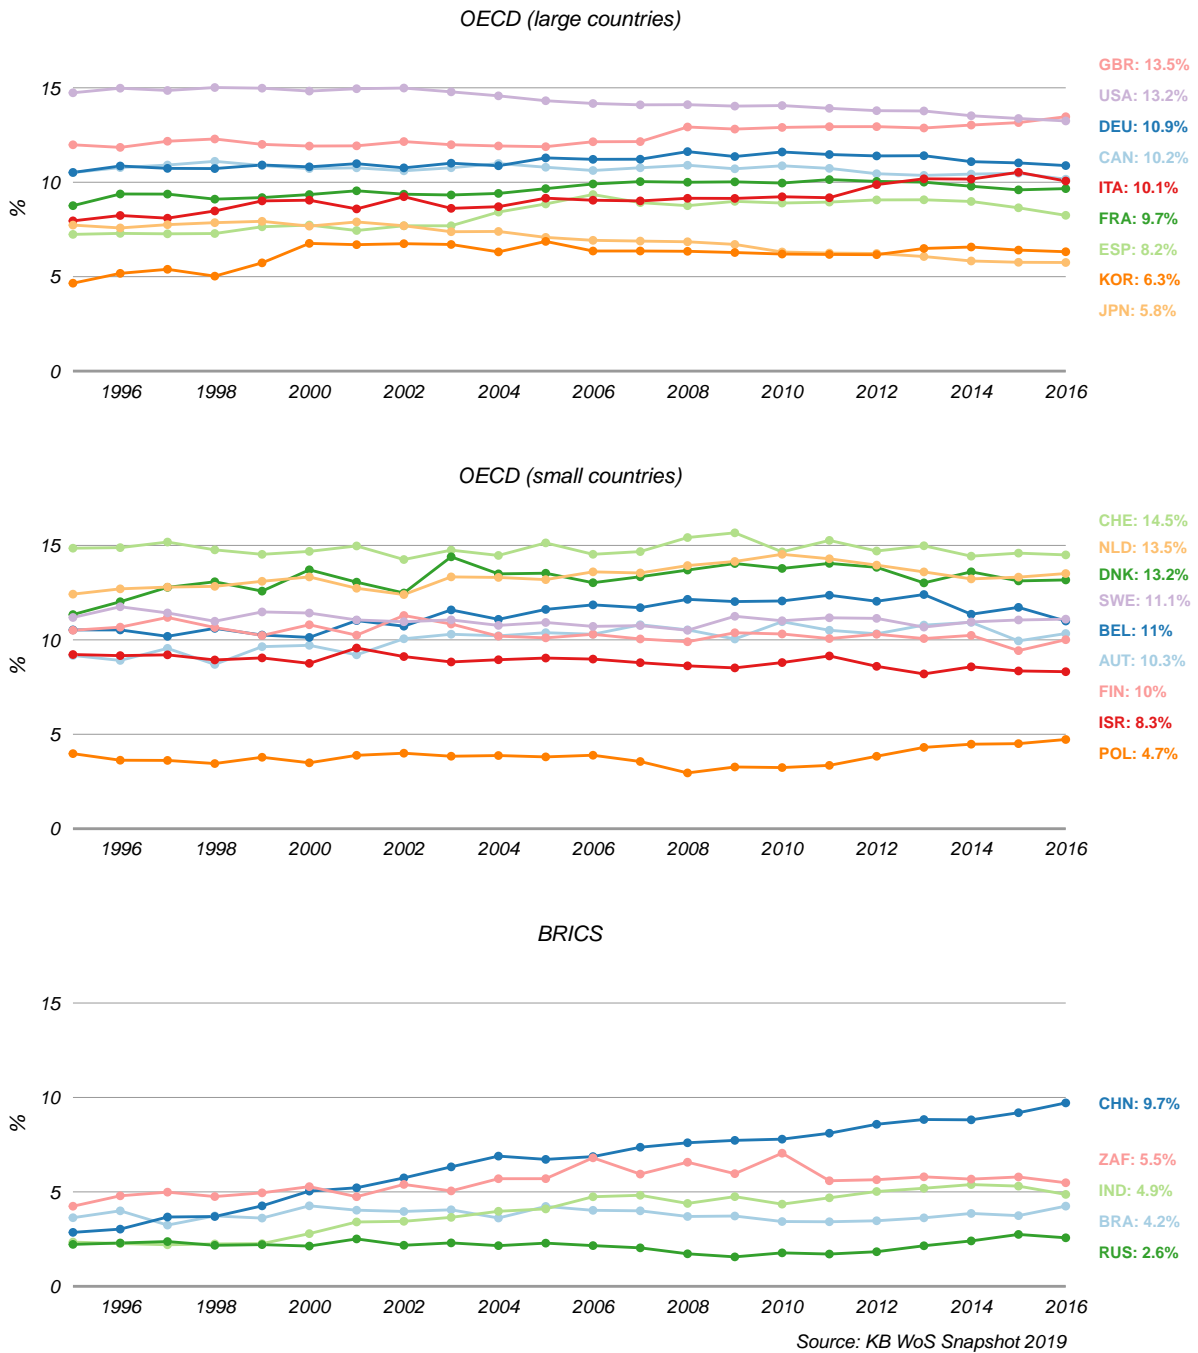 OECD (large countries)
15
10
5
0
%
1996 1998 2000 2002 2004 2006 2008 2010 2012 2014 2016
GBR: 13.5%
USA: 13.2%
DEU: 10.9%
CAN: 10.2%
ITA: 10.1%
FRA: 9.7%
ESP: 8.2%
KOR: 6.3%
JPN: 5.8%
OECD (small countries)
15
10
5
0
%
1996 1998 2000 2002 2004 2006 2008 2010 2012 2014 2016
CHE: 14.5%
NLD: 13.5%
DNK: 13.2%
SWE: 11.1%
BEL: 11%
AUT: 10.3%
FIN: 10%
ISR: 8.3%
POL: 4.7%
BRICS
15
10
5
0
%
1996 1998 2000 2002 2004 2006 2008 2010 2012 2014 2016
CHN: 9.7%
ZAF: 5.5%
IND: 4.9%
BRA: 4.2%
RUS: 2.6%
Source: KB WoS Snapshot 2019